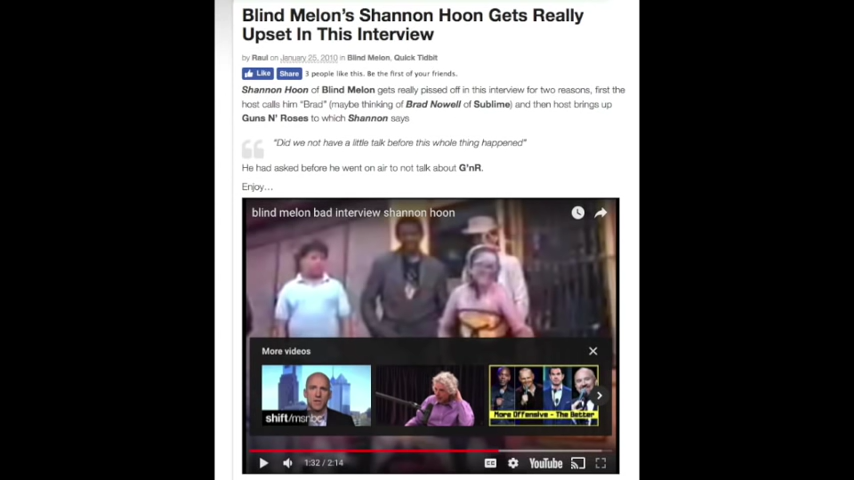 Blind Melon's Shannon Hoon Gets Really
Upset In This Interview
by Raul on January 25, 2010 in Blind Melon, Quick Tidbit
Like Share 3 people like this. Be the first of your friends.
Shannon Hoon of Blind Melon gets really pissed off in this interview for two reasons, first the
host calls him "Brad" (maybe thinking of Brad Nowell of Sublime) and then host brings up
Guns N' Roses to which Shannon says
"Did we not have a little talk before this whole thing happened"
He had asked before he went on air to not talk about G'nR.
Enjoy…
blind melon bad interview shannon hoon
More videos
shift/msnbc
More Offensive - The Better
1:32 / 2:14
CC
YouTube